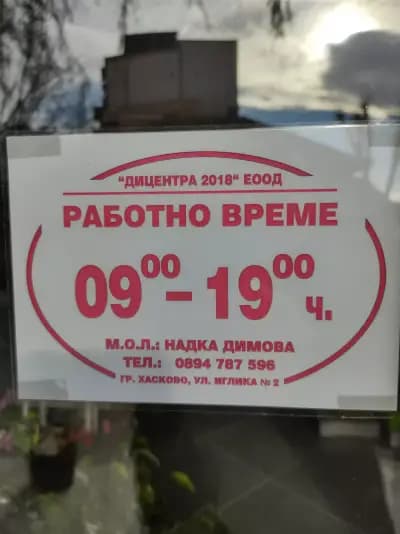 "ДИЦЕНТРА 2018" ЕООД
РАБОТНО ВРЕМЕ
09⁰⁰ - 19⁰⁰ ч.
М.О.Л.: НАДКА ДИМОВА
ТЕЛ.: 0894 787 596
ГР. ХАСКОВО, УЛ. МГЛИКА № 2